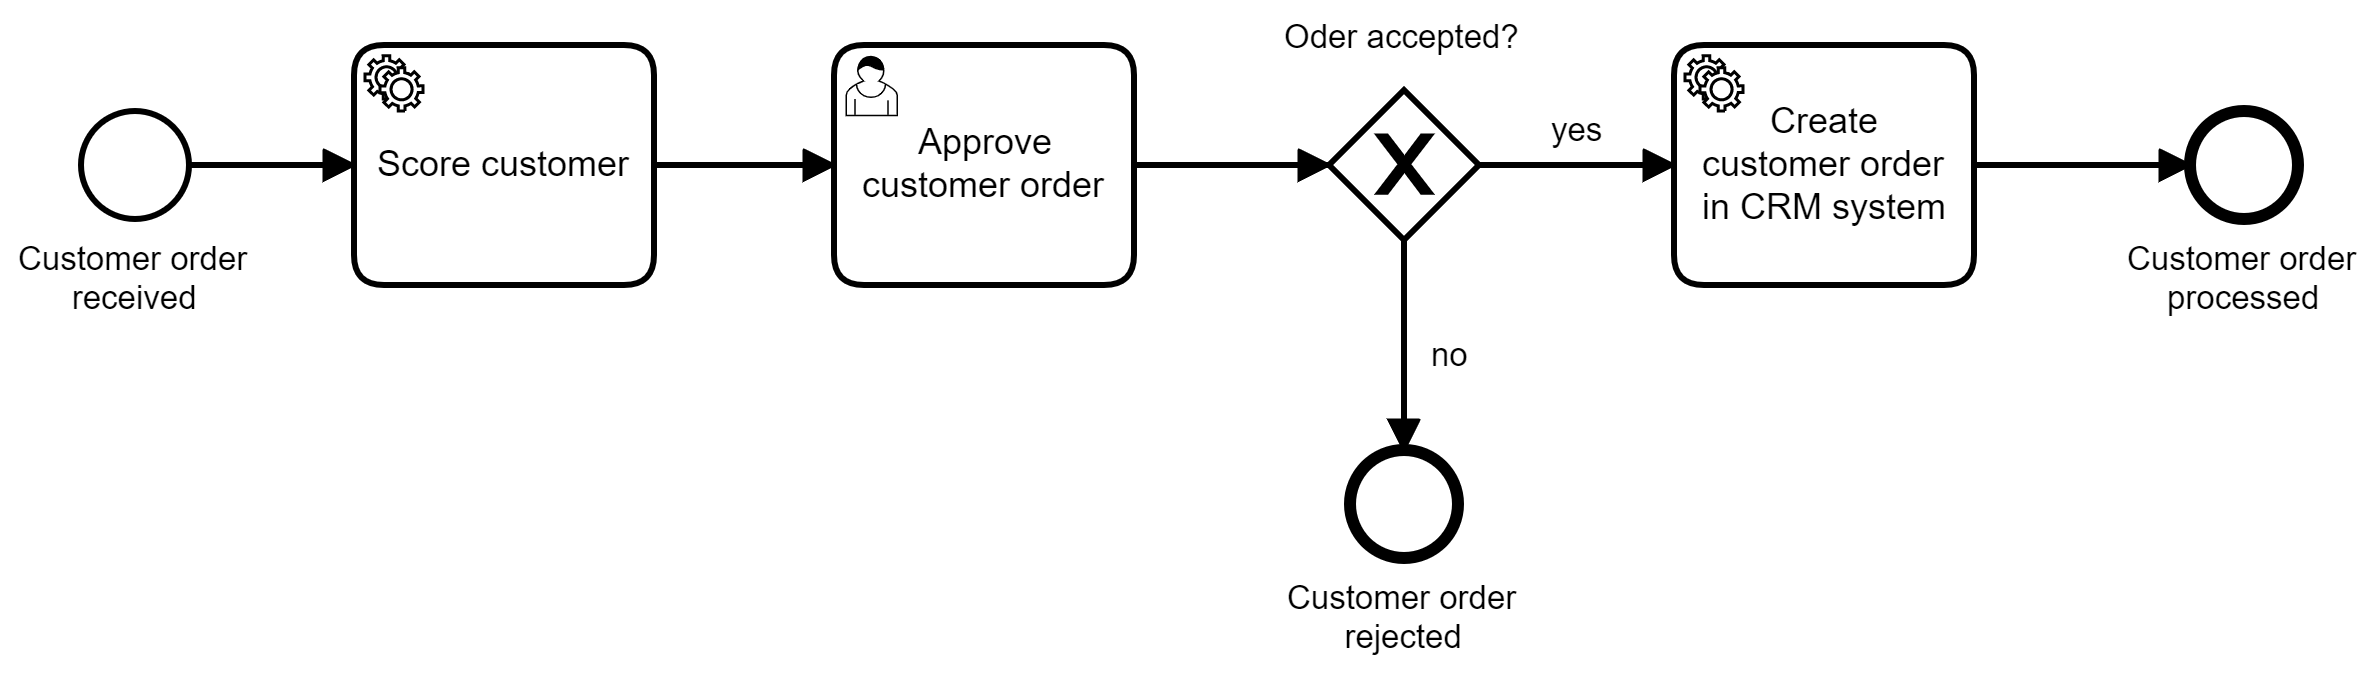 Customer order
received
Score customer
Approve
customer order
Oder accepted?
X
yes
no
Customer order
rejected
Create
customer order
in CRM system
Customer order
processed